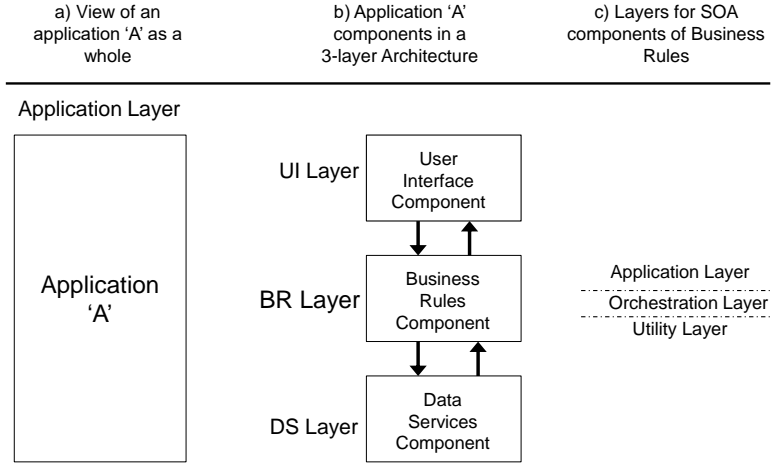 a) View of an
application ‘A’ as a
whole
b) Application ‘A’
components in a
3-layer Architecture
c) Layers for SOA
components of Business
Rules
Application Layer
Application
‘A’
UI Layer
User
Interface
Component
BR Layer
Business
Rules
Component
DS Layer
Data
Services
Component
Application Layer
Orchestration Layer
Utility Layer